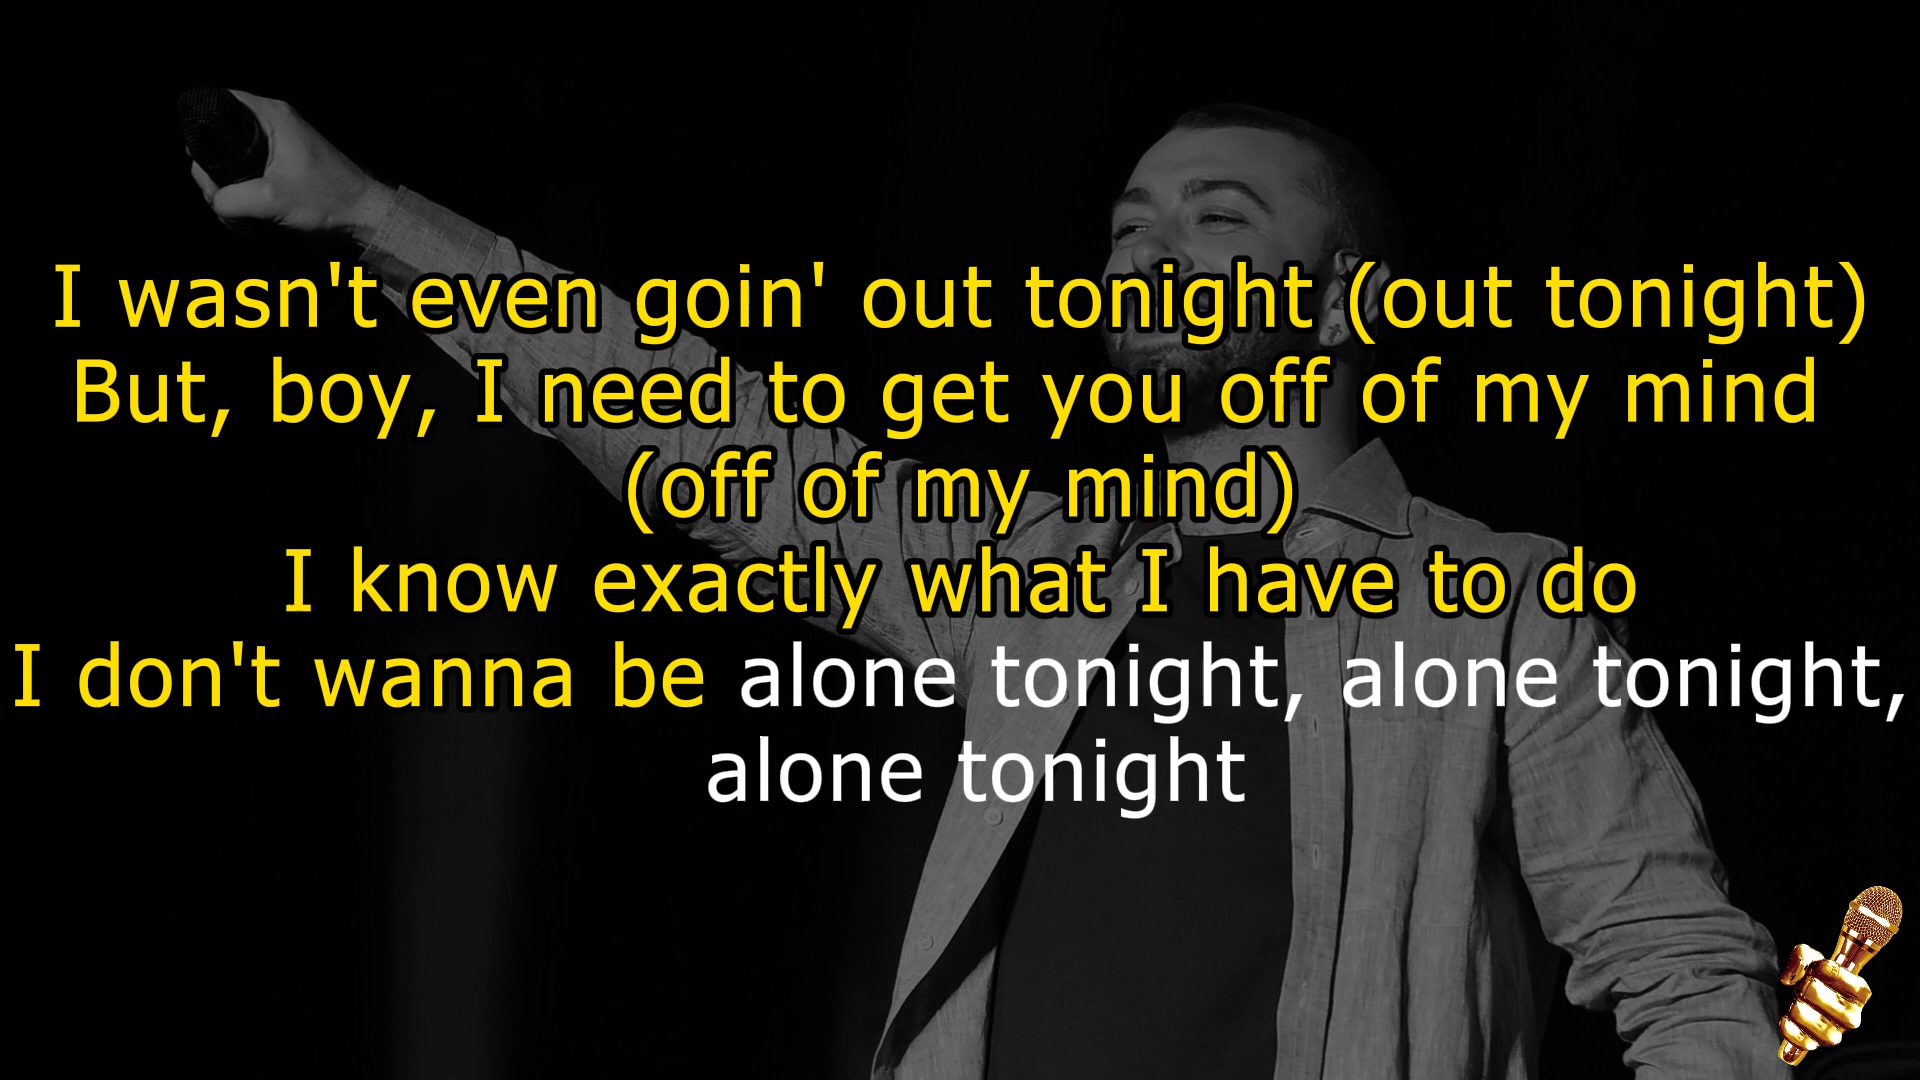 I wasn't even goin' out tonight (out tonight)
But, boy, I need to get you off of my mind
(off of my mind)
I know exactly what I have to do
I don't wanna be alone tonight, alone tonight,
alone tonight